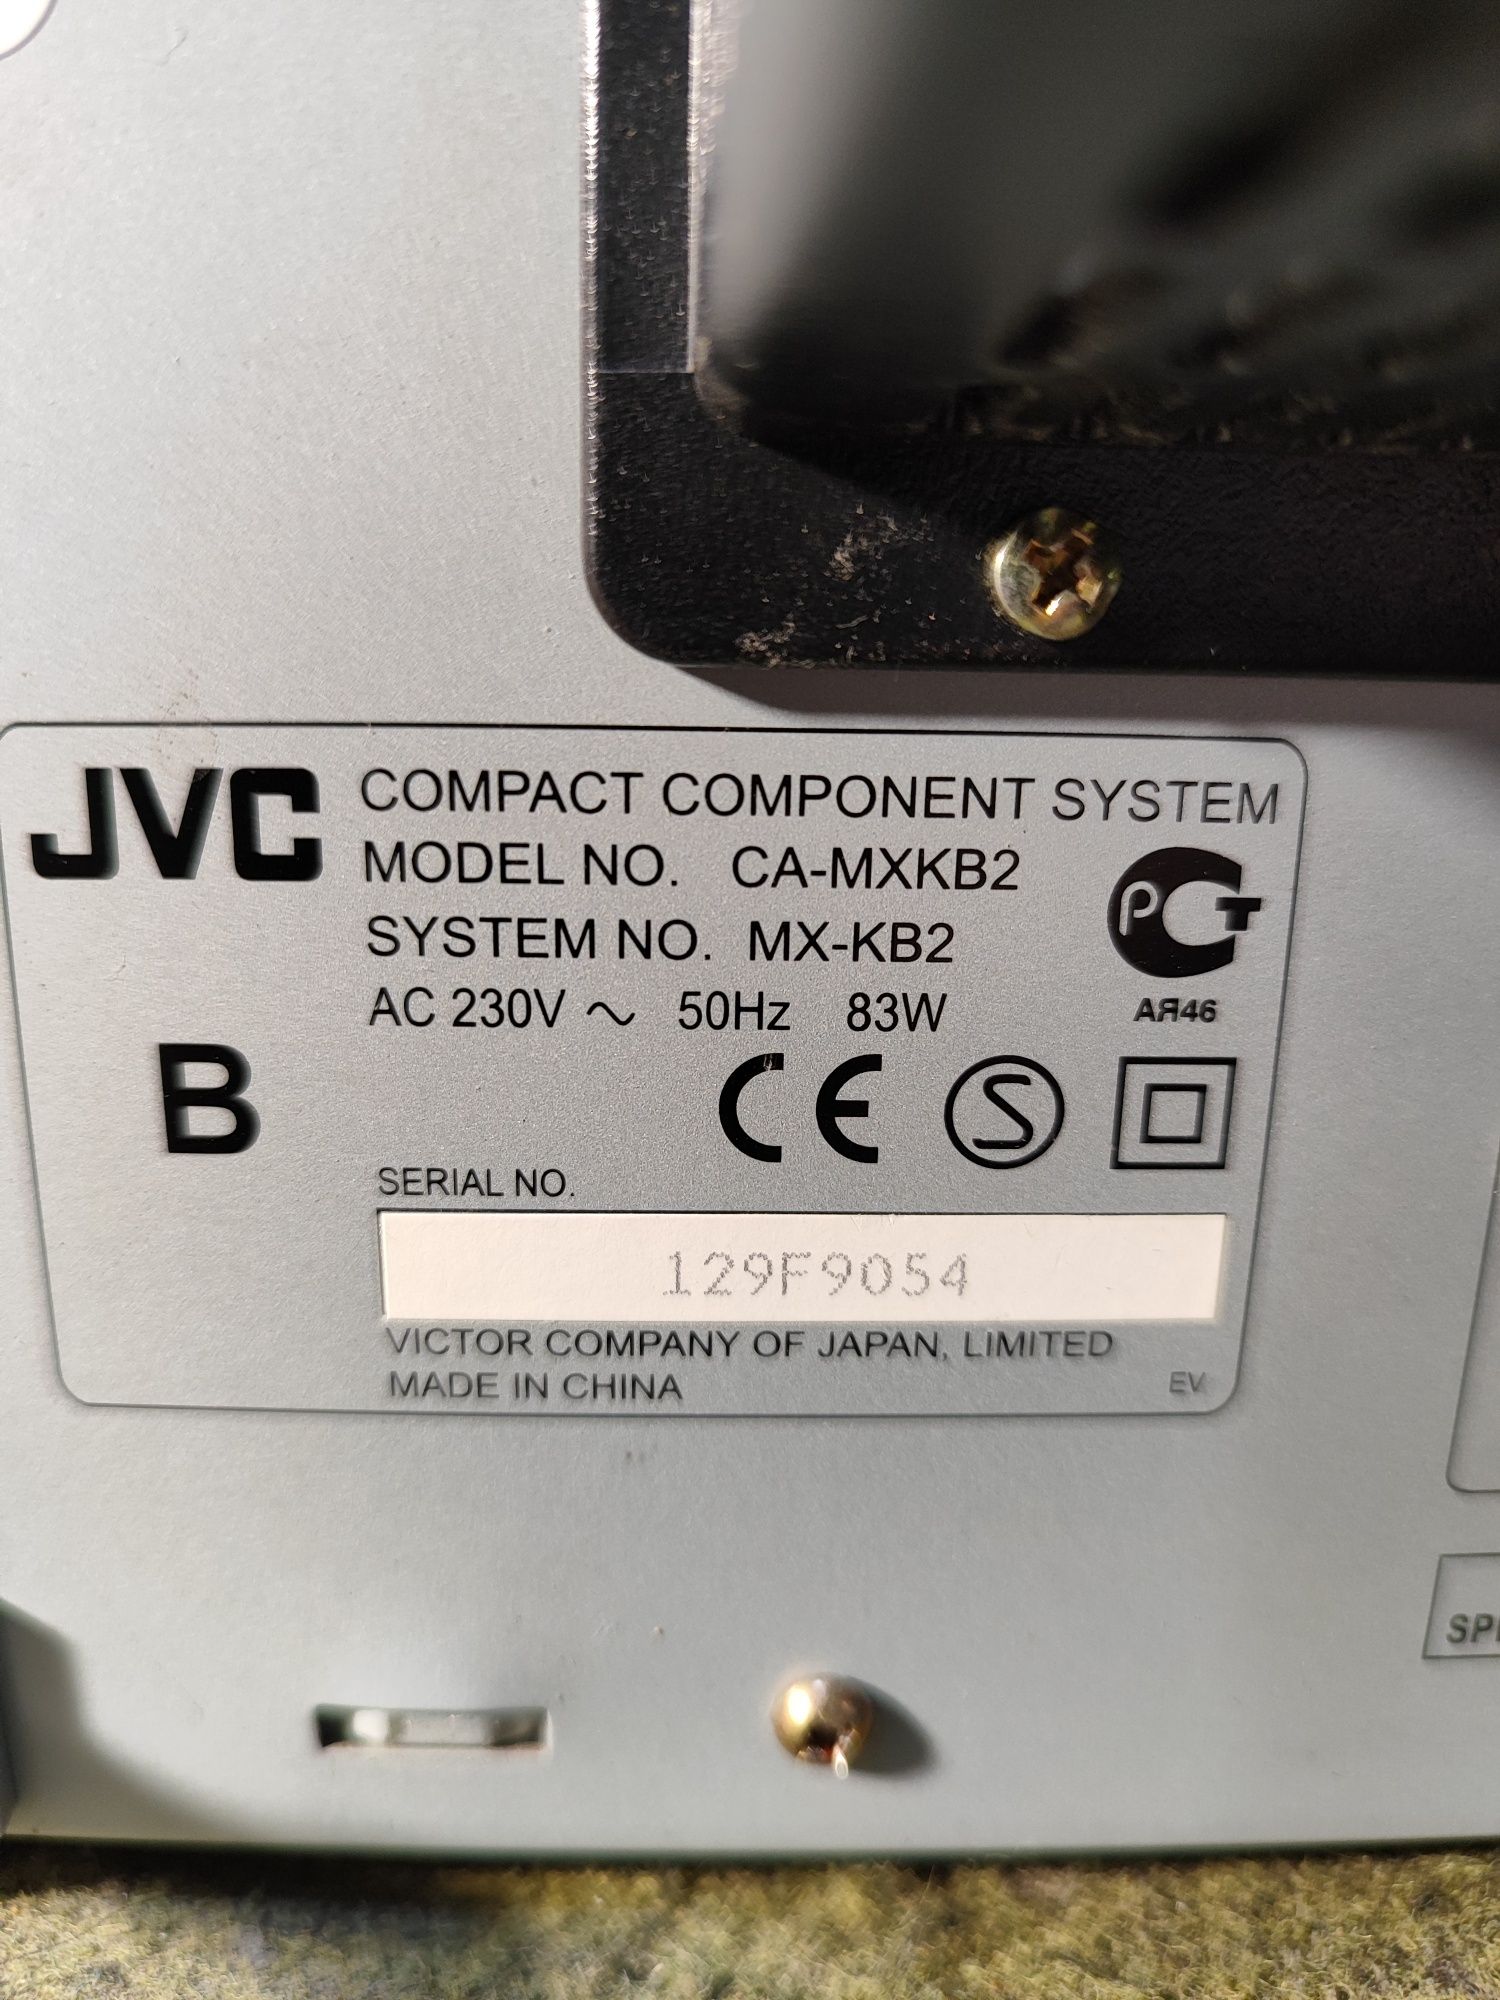 JVC COMPACT COMPONENT SYSTEM
MODEL NO. CA-MXKB2
SYSTEM NO. MX-KB2
РСТ
AC 230V ~ 50Hz 83W
АЯ46
B
CE S
SERIAL NO.
129F9054
VICTOR COMPANY OF JAPAN, LIMITED
MADE IN CHINA EV